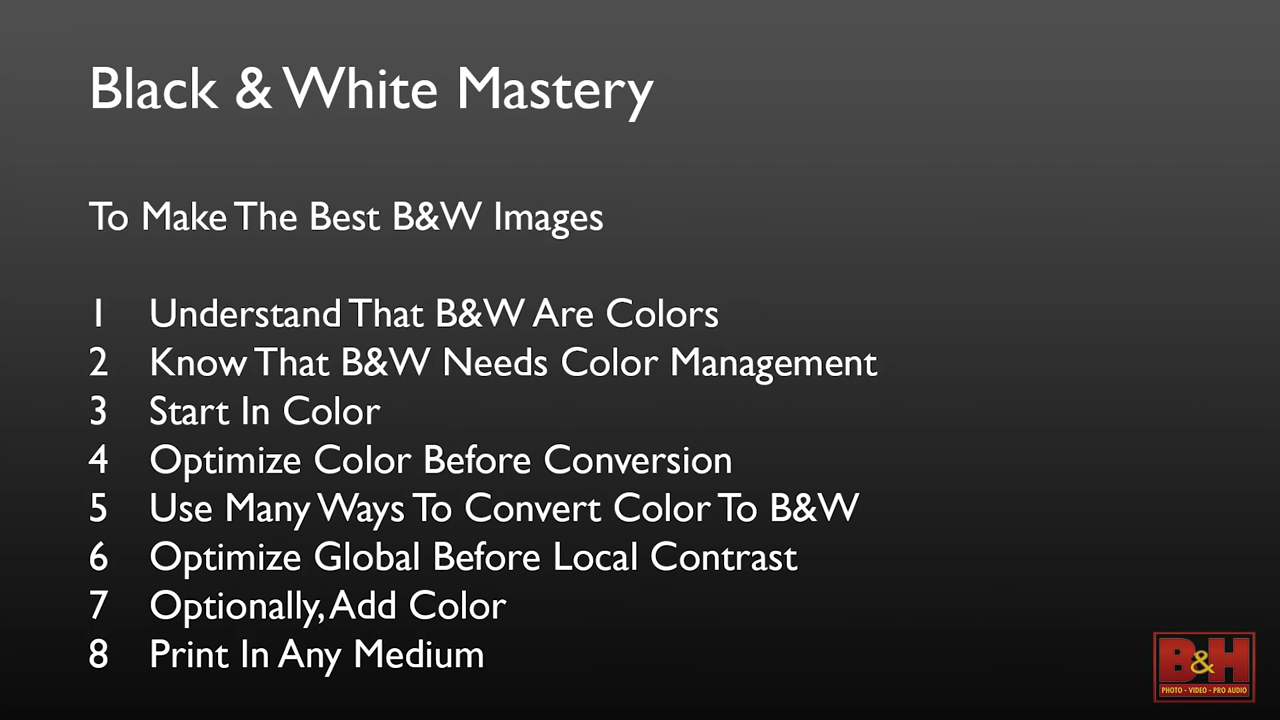 Black & White Mastery
To Make The Best B&W Images
1 Understand That B&W Are Colors
2 Know That B&W Needs Color Management
3 Start In Color
4 Optimize Color Before Conversion
5 Use Many Ways To Convert Color To B&W
6 Optimize Global Before Local Contrast
7 Optionally, Add Color
8 Print In Any Medium
B&H
PHOTO - VIDEO - PRO AUDIO